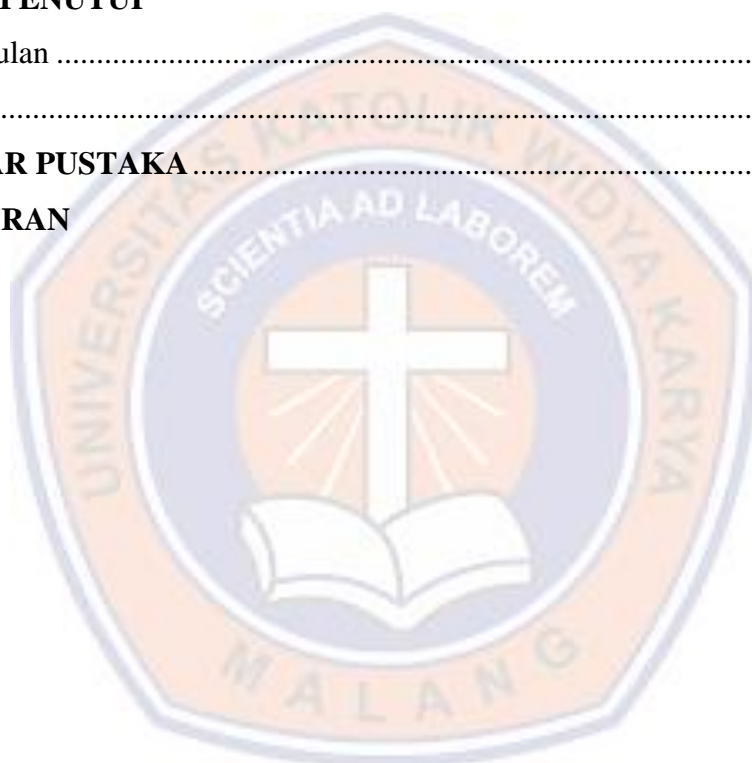 PENUTUP
ulan ........................................................................................
................................................................................................
AR PUSTAKA ...................................................................
RAN
UNIVERSITAS KATOLIK WIDYA KARYA
SCIENTIA AD LABOREM
MALANG